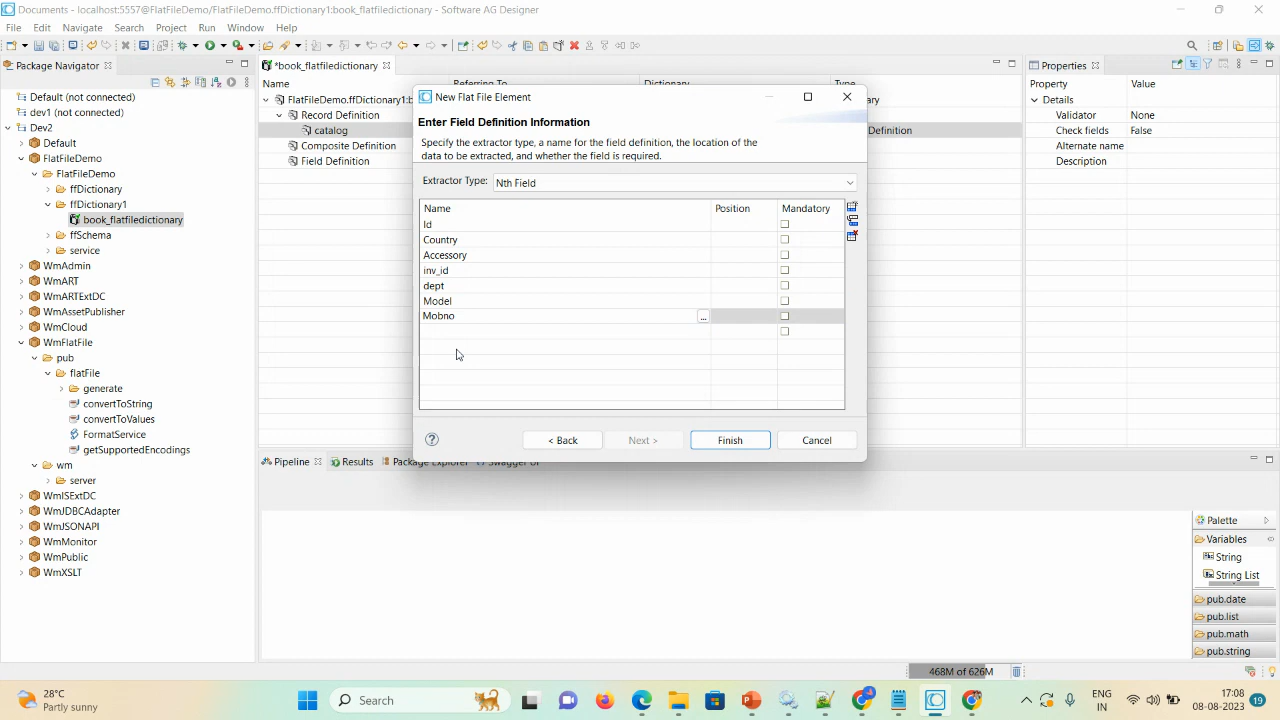 Documents - localhost:5557@FlatFileDemo/FlatFileDemo.ffDictionary1:book_flatfiledictionary - Software AG Designer
File Edit Navigate Search Project Run Window Help
Package Navigator
Default (not connected)
dev1 (not connected)
Dev2
Default
FlatFileDemo
FlatFileDemo
ffDictionary
ffDictionary1
book_flatfiledictionary
ffSchema
service
WmAdmin
WmART
WmARTExtDC
WmAssetPublisher
WmCloud
WmFlatFile
pub
flatFile
generate
convertToString
convertToValues
FormatService
getSupportedEncodings
wm
server
WmISExtDC
WmJDBCAdapter
WmJSONAPI
WmMonitor
WmPublic
WmXSLT
*book_flatfiledictionary
Name Referring To Dictionary Type
FlatFileDemo.ffDictionary1:b
Record Definition
catalog
Definition
Composite Definition
Field Definition
New Flat File Element
Enter Field Definition Information
Specify the extractor type, a name for the field definition, the location of the
data to be extracted, and whether the field is required.
Extractor Type: Nth Field
Name Position Mandatory
Id
Country
Accessory
inv_id
dept
Model
Mobno ...
< Back Next > Finish Cancel
Properties
Property Value
Details
Validator None
Check fields False
Alternate name
Description
Pipeline Results Package Explorer
Palette
Variables
String
String List
pub.date
pub.list
pub.math
pub.string
468M of 626M
28°C
Partly sunny
Search
ENG
IN
17:08
08-08-2023
19